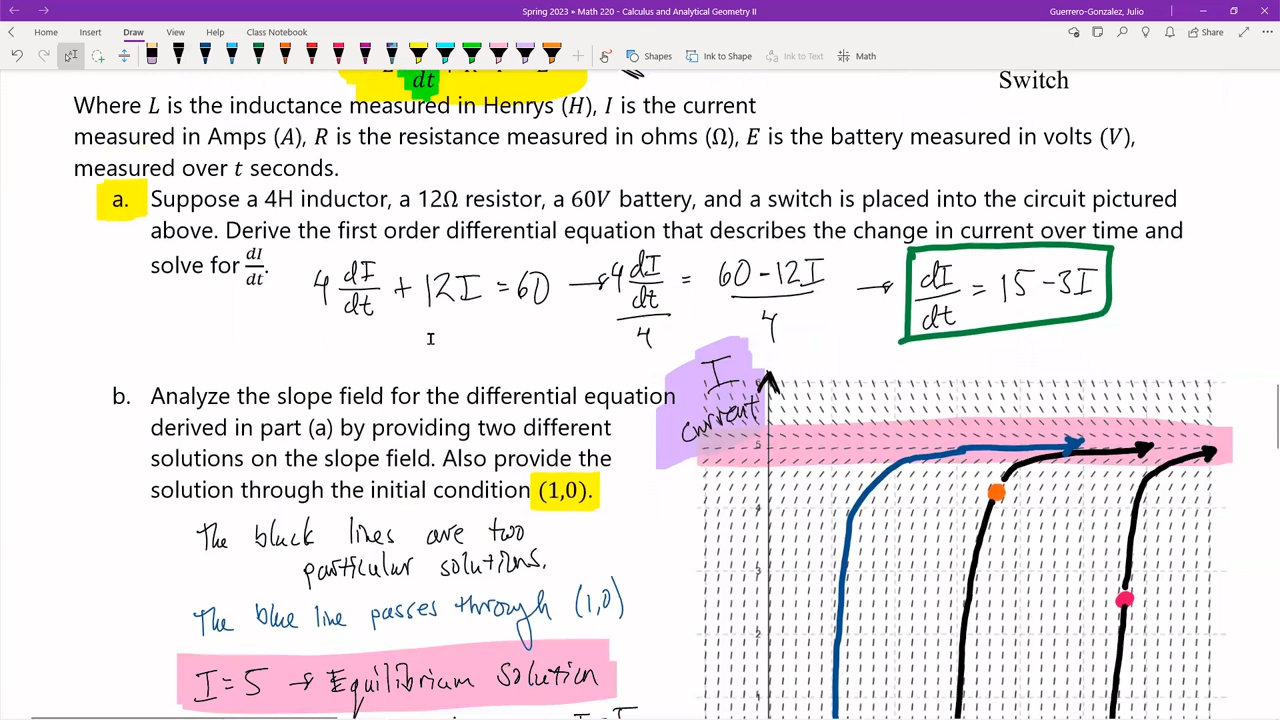 Spring 2023 » Math 220 - Calculus and Analytical Geometry II
Guerrero-Gonzalez, Julio
Home Insert Draw View Help Class Notebook
Share
Shapes Ink to Shape Ink to Text Math
dt
Switch
Where L is the inductance measured in Henrys (H), I is the current
measured in Amps (A), R is the resistance measured in ohms (Ω), E is the battery measured in volts (V),
measured over t seconds.
a. Suppose a 4H inductor, a 12Ω resistor, a 60V battery, and a switch is placed into the circuit pictured
above. Derive the first order differential equation that describes the change in current over time and
solve for dI/dt.
4 dI/dt + 12I = 60 → 4 dI/dt / 4 = 60 - 12I / 4 → dI/dt = 15 - 3I
I
current
b. Analyze the slope field for the differential equation
derived in part (a) by providing two different
solutions on the slope field. Also provide the
solution through the initial condition (1,0).
The black lines are two
particular solutions.
The blue line passes through (1,0)
I = 5 → Equilibrium Solution
5
4
3
2
1